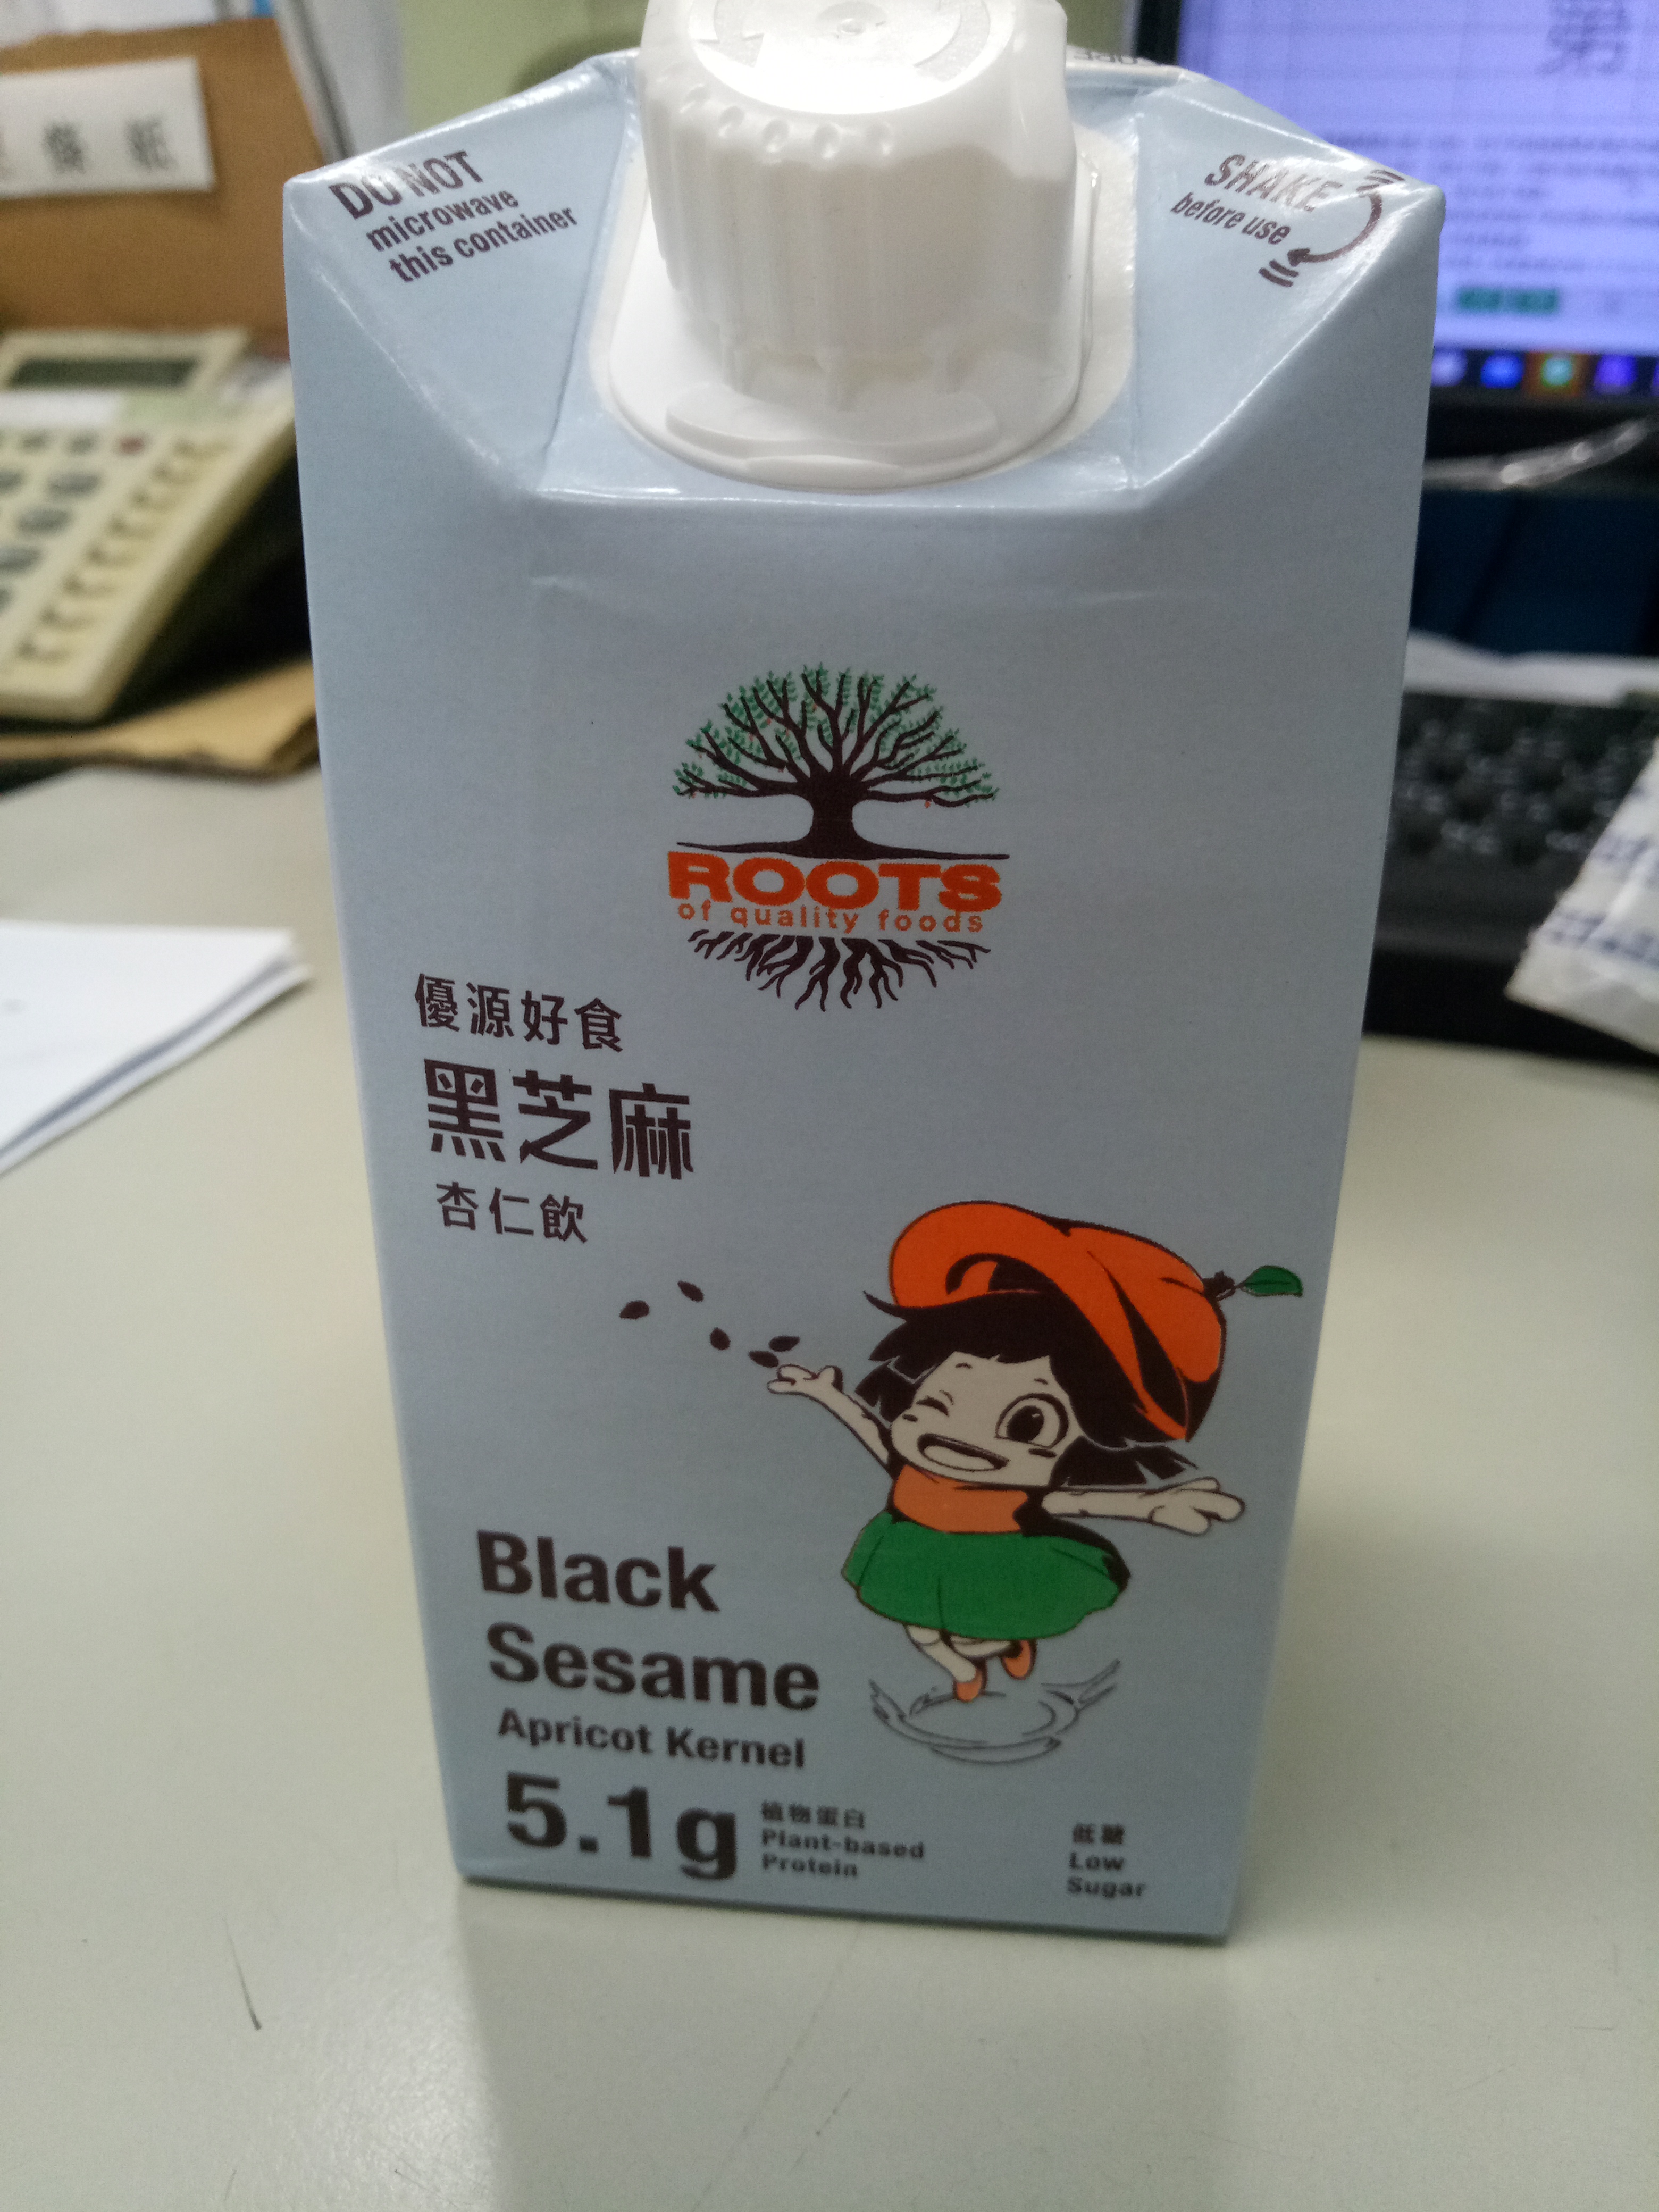 DO NOT
microwave
this container
SHAKE
before use
ROOTS
of quality foods
優源好食
黑芝麻
杏仁飲
Black
Sesame
Apricot Kernel
5.1g
植物蛋白
Plant-based
Protein
低糖
Low
Sugar